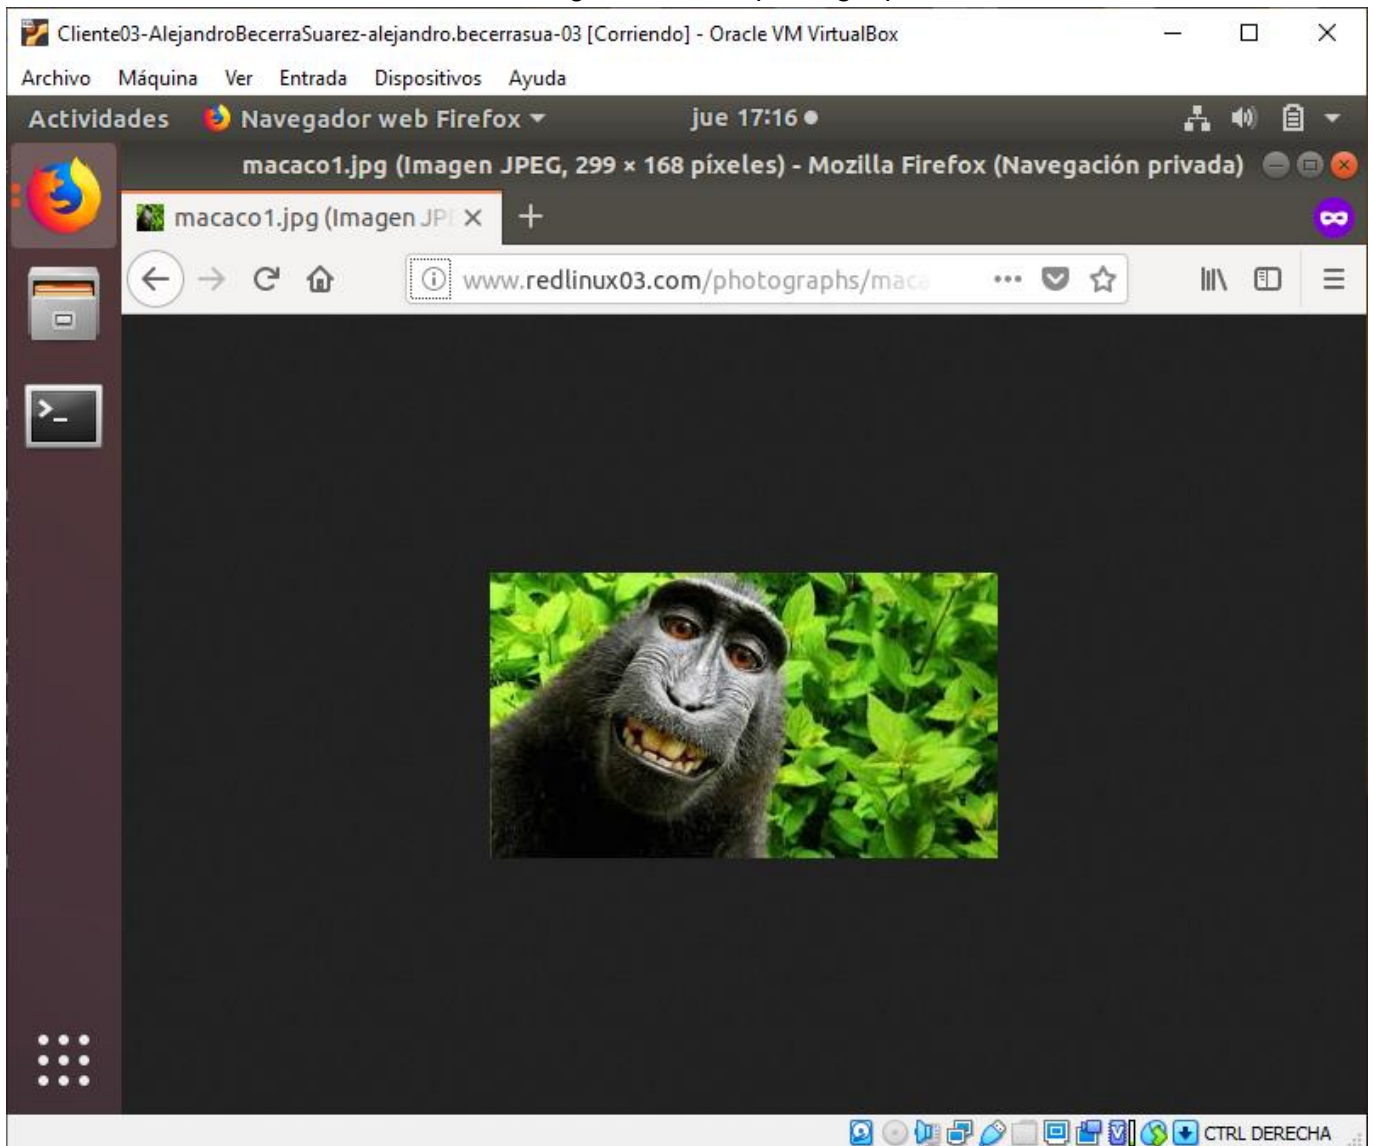 Cliente03-AlejandroBecerraSuarez-alejandro.becerrasua-03 [Corriendo] - Oracle VM VirtualBox
Archivo Máquina Ver Entrada Dispositivos Ayuda
Actividades Navegador web Firefox jue 17:16
macaco1.jpg (Imagen JPEG, 299 × 168 píxeles) - Mozilla Firefox (Navegación privada)
macaco1.jpg (Imagen JP
www.redlinux03.com/photographs/maca
CTRL DERECHA